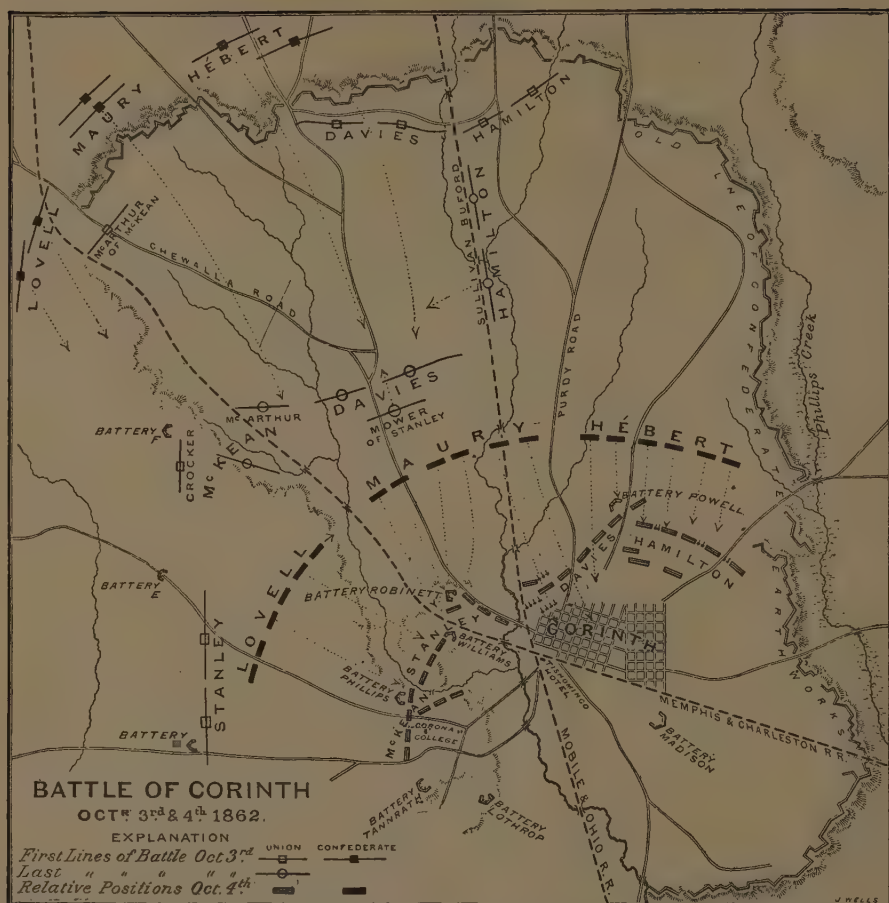 HÉBERT
MAURY
DAVIES
HAMILTON
OLD LINE OF CONFEDERATE EARTH WORKS
LOVELL
McARTHUR
OF McKEAN
CHEWALLA ROAD
SULLIVAN BUFORD
HAMILTON
PURDY ROAD
Phillips Creek
McARTHUR
DAVIES
MOWER
OF STANLEY
BATTERY
F
CROCKER
McKEAN
MAURY
HÉBERT
BATTERY POWELL
DAVIES
HAMILTON
LOVELL
BATTERY
E
BATTERY ROBINETT
STANLEY
BATTERY
WILLIAMS
CORINTH
TISHOMINGO
HOTEL
STANLEY
BATTERY
PHILLIPS
McKEAN
CORONA
COLLEGE
MEMPHIS & CHARLESTON R.R.
BATTERY
MADISON
BATTERY
MOBILE & OHIO R.R.
BATTERY
TANNRATH
BATTERY
LOTHROP
BATTLE OF CORINTH
OCTR 3rd & 4th 1862.
EXPLANATION
UNION CONFEDERATE
First Lines of Battle Oct 3rd
Last " " " " "
Relative Positions Oct. 4th
J. WELLS